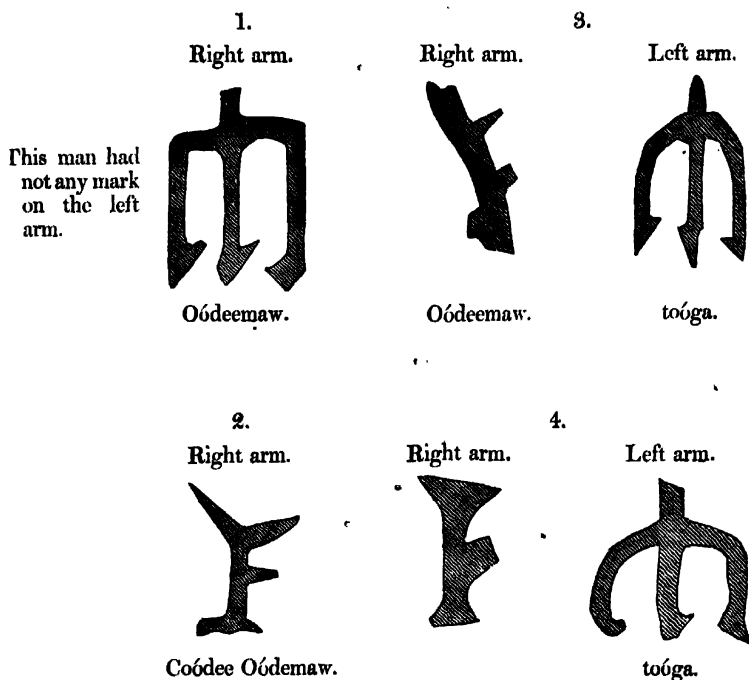 1.
Right arm.
This man had
not any mark
on the left
arm.
Oódeemaw.
3.
Right arm.
Left arm.
Oódeemaw.
toóga.
2.
Right arm.
Coódee Oódemaw.
4.
Right arm.
Left arm.
toóga.